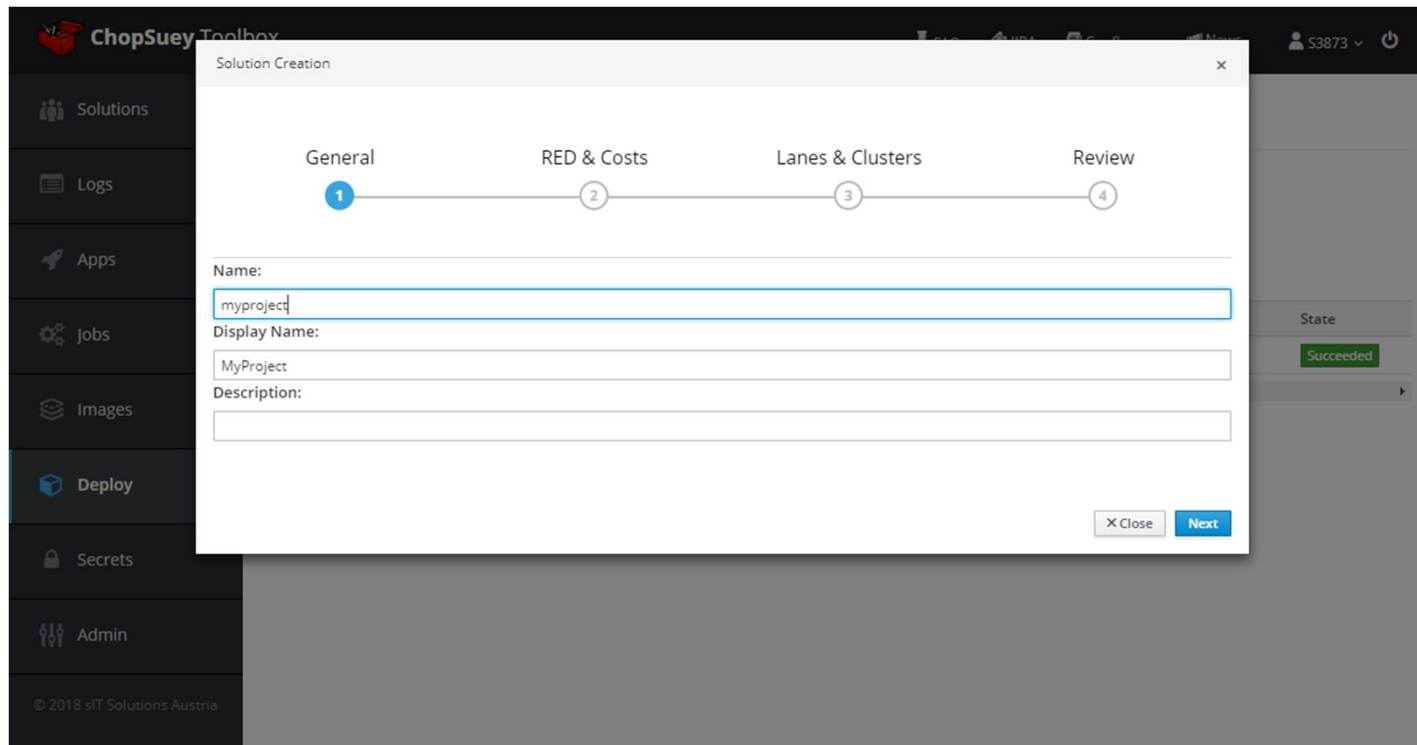 ChopSuey Toolbox
S3873
Solution Creation
×
Solutions
Logs
Apps
Jobs
Images
Deploy
Secrets
Admin
© 2018 sIT Solutions Austria
General
RED & Costs
Lanes & Clusters
Review
1
2
3
4
Name:
myproject
Display Name:
MyProject
Description:
× Close
Next
State
Succeeded